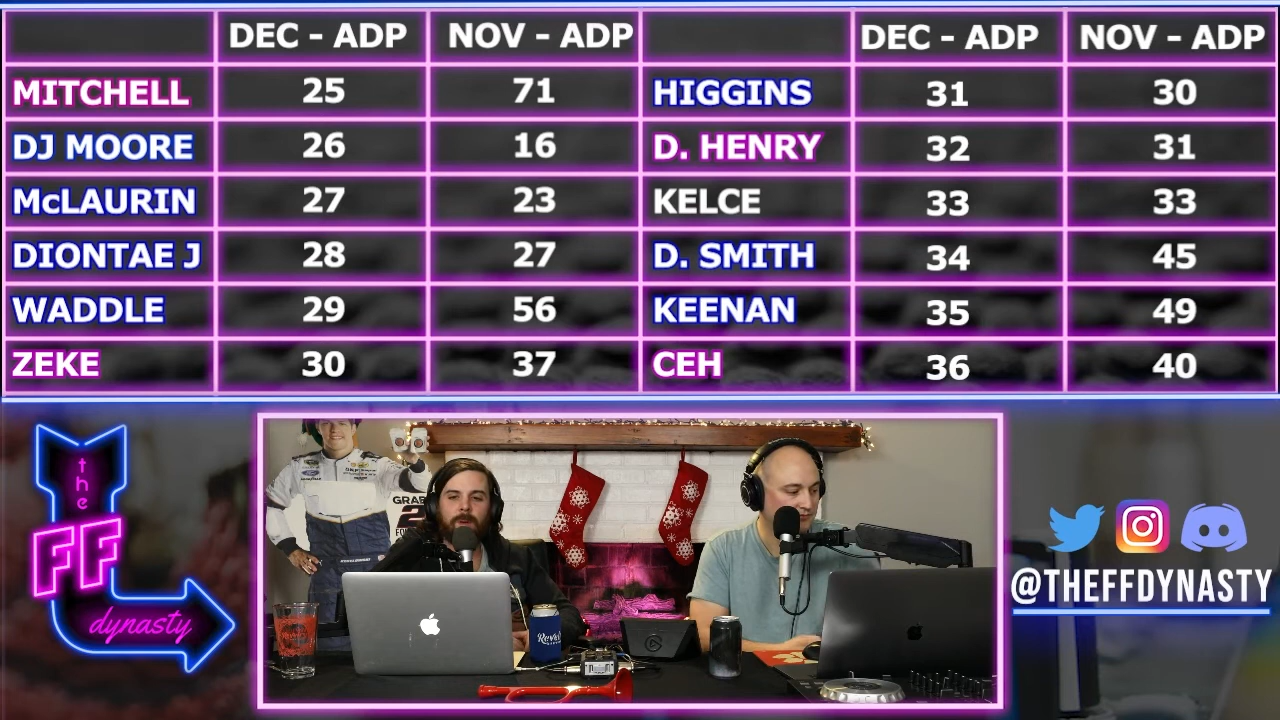 DEC - ADP NOV - ADP DEC - ADP NOV - ADP
MITCHELL 25 71 HIGGINS 31 30
DJ MOORE 26 16 D. HENRY 32 31
McLAURIN 27 23 KELCE 33 33
DIONTAE J 28 27 D. SMITH 34 45
WADDLE 29 56 KEENAN 35 49
ZEKE 30 37 CEH 36 40
the
FF
dynasty
@THEFFDYNASTY